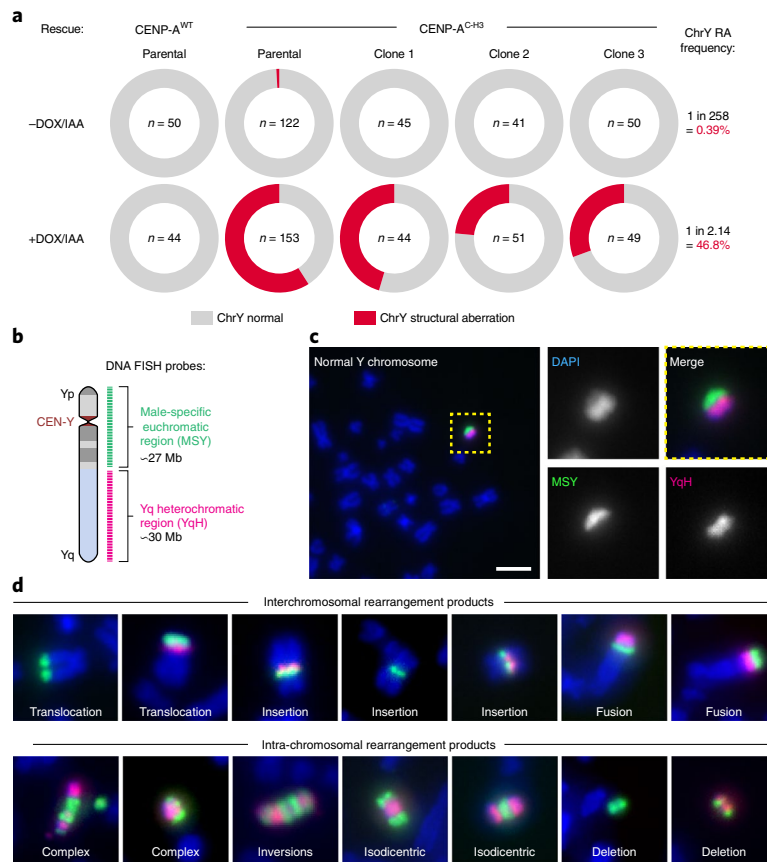 a
Rescue: CENP-A^WT CENP-A^C-H3 ChrY RA
frequency:
Parental Parental Clone 1 Clone 2 Clone 3
–DOX/IAA n = 50 n = 122 n = 45 n = 41 n = 50 1 in 258
= 0.39%
+DOX/IAA n = 44 n = 153 n = 44 n = 51 n = 49 1 in 2.14
= 46.8%
ChrY normal ChrY structural aberration
b
DNA FISH probes:
Yp
CEN-Y
Yq
Male-specific
euchromatic
region (MSY)
~27 Mb
Yq heterochromatic
region (YqH)
~30 Mb
c
Normal Y chromosome
DAPI
Merge
MSY
YqH
d
Interchromosomal rearrangement products
Translocation Translocation Insertion Insertion Insertion Fusion Fusion
Intra-chromosomal rearrangement products
Complex Complex Inversions Isodicentric Isodicentric Deletion Deletion